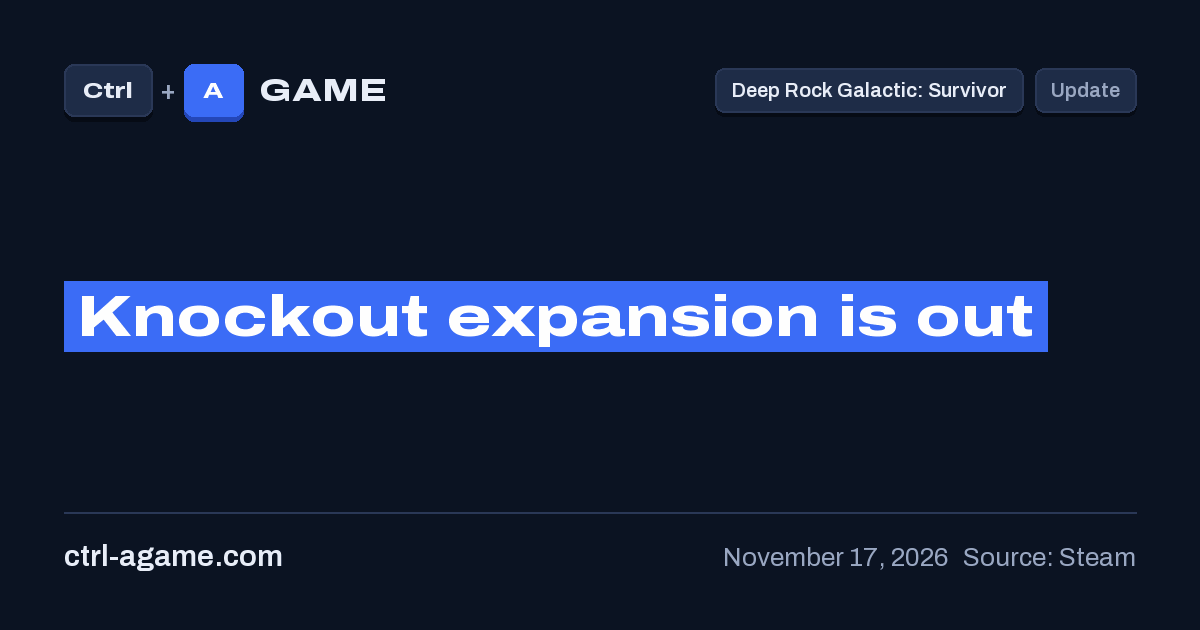 Ctrl + A GAME
Deep Rock Galactic: Survivor Update
Knockout expansion is out
ctrl-agame.com
November 17, 2026 Source: Steam